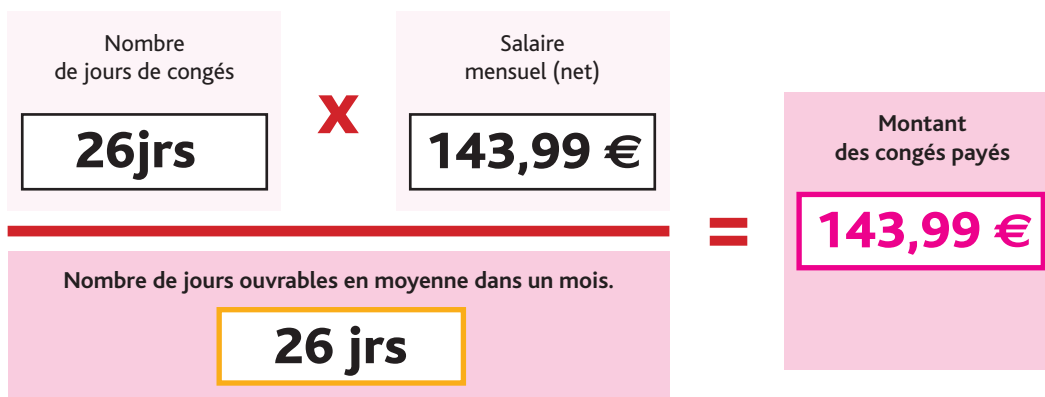 Nombre
de jours de congés
26jrs
x
Salaire
mensuel (net)
143,99 €
Nombre de jours ouvrables en moyenne dans un mois.
26 jrs
=
Montant
des congés payés
143,99 €